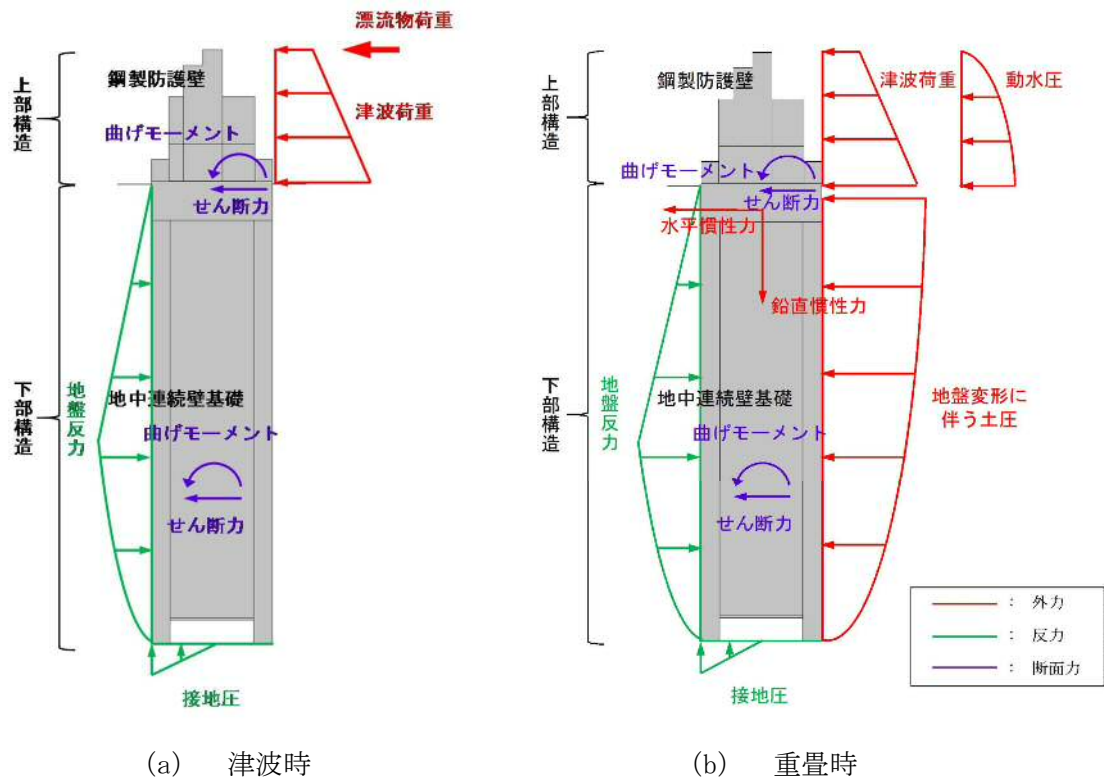 漂流物荷重
鋼製防護壁
津波荷重
上部構造
曲げモーメント
せん断力
下部構造
地盤反力
地中連続壁基礎
曲げモーメント
せん断力
接地圧
(a) 津波時
鋼製防護壁
津波荷重
動水圧
上部構造
曲げモーメント
せん断力
水平慣性力
鉛直慣性力
下部構造
地盤反力
地中連続壁基礎
曲げモーメント
せん断力
地盤変形に
伴う土圧
接地圧
： 外力
： 反力
： 断面力
(b) 重畳時